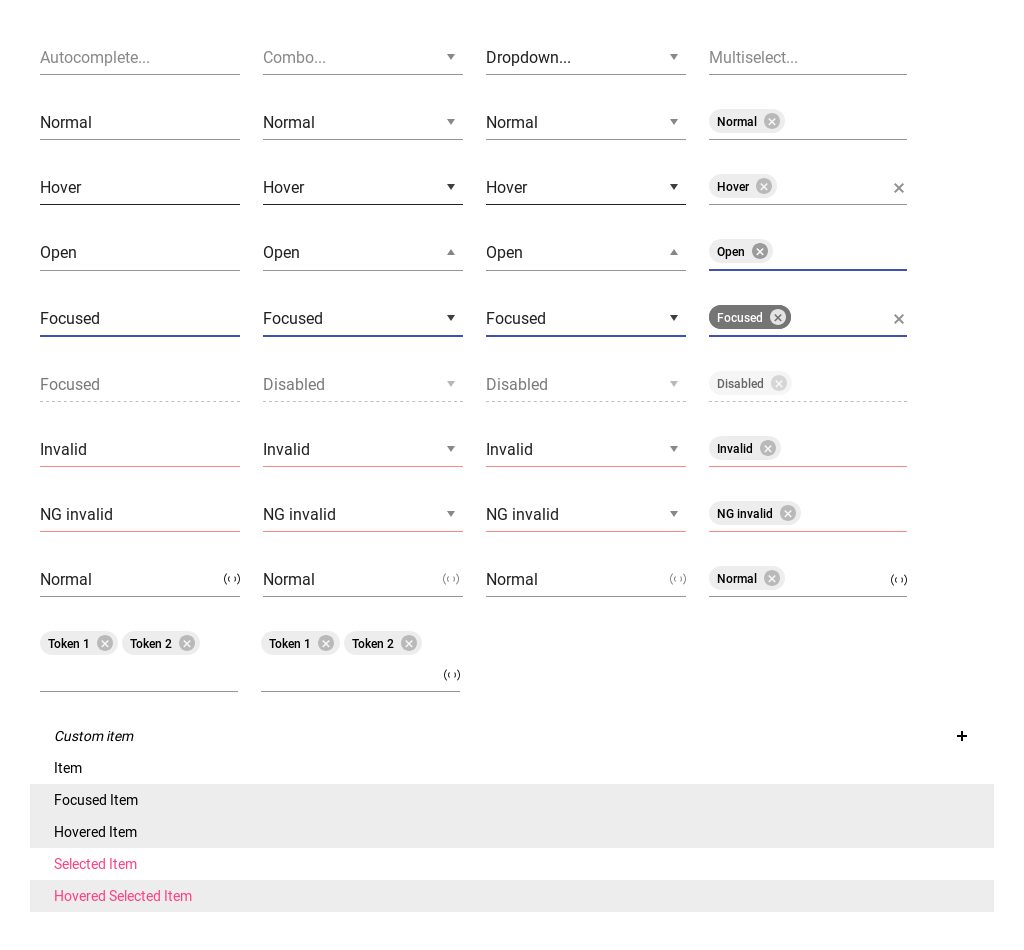 Autocomplete... Combo... Dropdown... Multiselect...
Normal Normal Normal Normal
Hover Hover Hover Hover
Open Open Open Open
Focused Focused Focused Focused
Focused Disabled Disabled Disabled
Invalid Invalid Invalid Invalid
NG invalid NG invalid NG invalid NG invalid
Normal Normal Normal Normal
Token 1 Token 2 Token 1 Token 2
Custom item
Item
Focused Item
Hovered Item
Selected Item
Hovered Selected Item